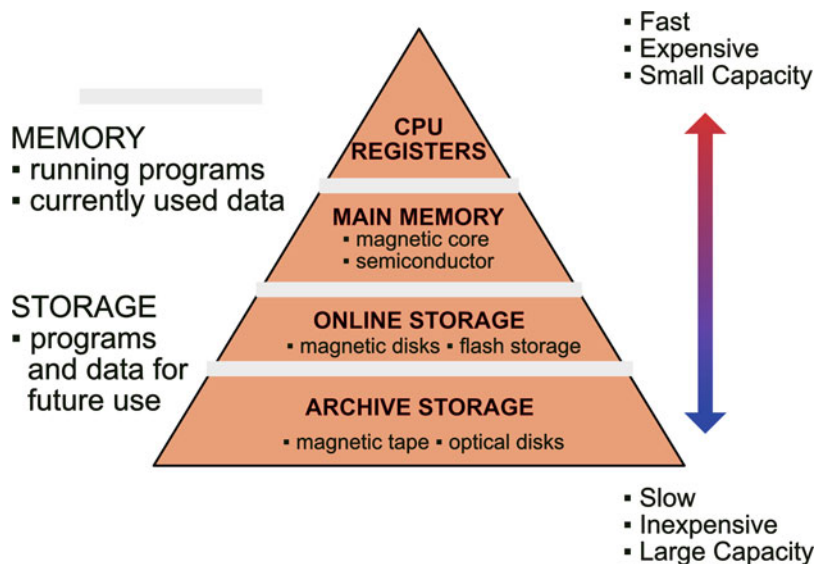 ▪ Fast
▪ Expensive
▪ Small Capacity
CPU
REGISTERS
MEMORY
▪ running programs
▪ currently used data
MAIN MEMORY
▪ magnetic core
▪ semiconductor
STORAGE
▪ programs
and data for
future use
ONLINE STORAGE
▪ magnetic disks ▪ flash storage
ARCHIVE STORAGE
▪ magnetic tape ▪ optical disks
▪ Slow
▪ Inexpensive
▪ Large Capacity